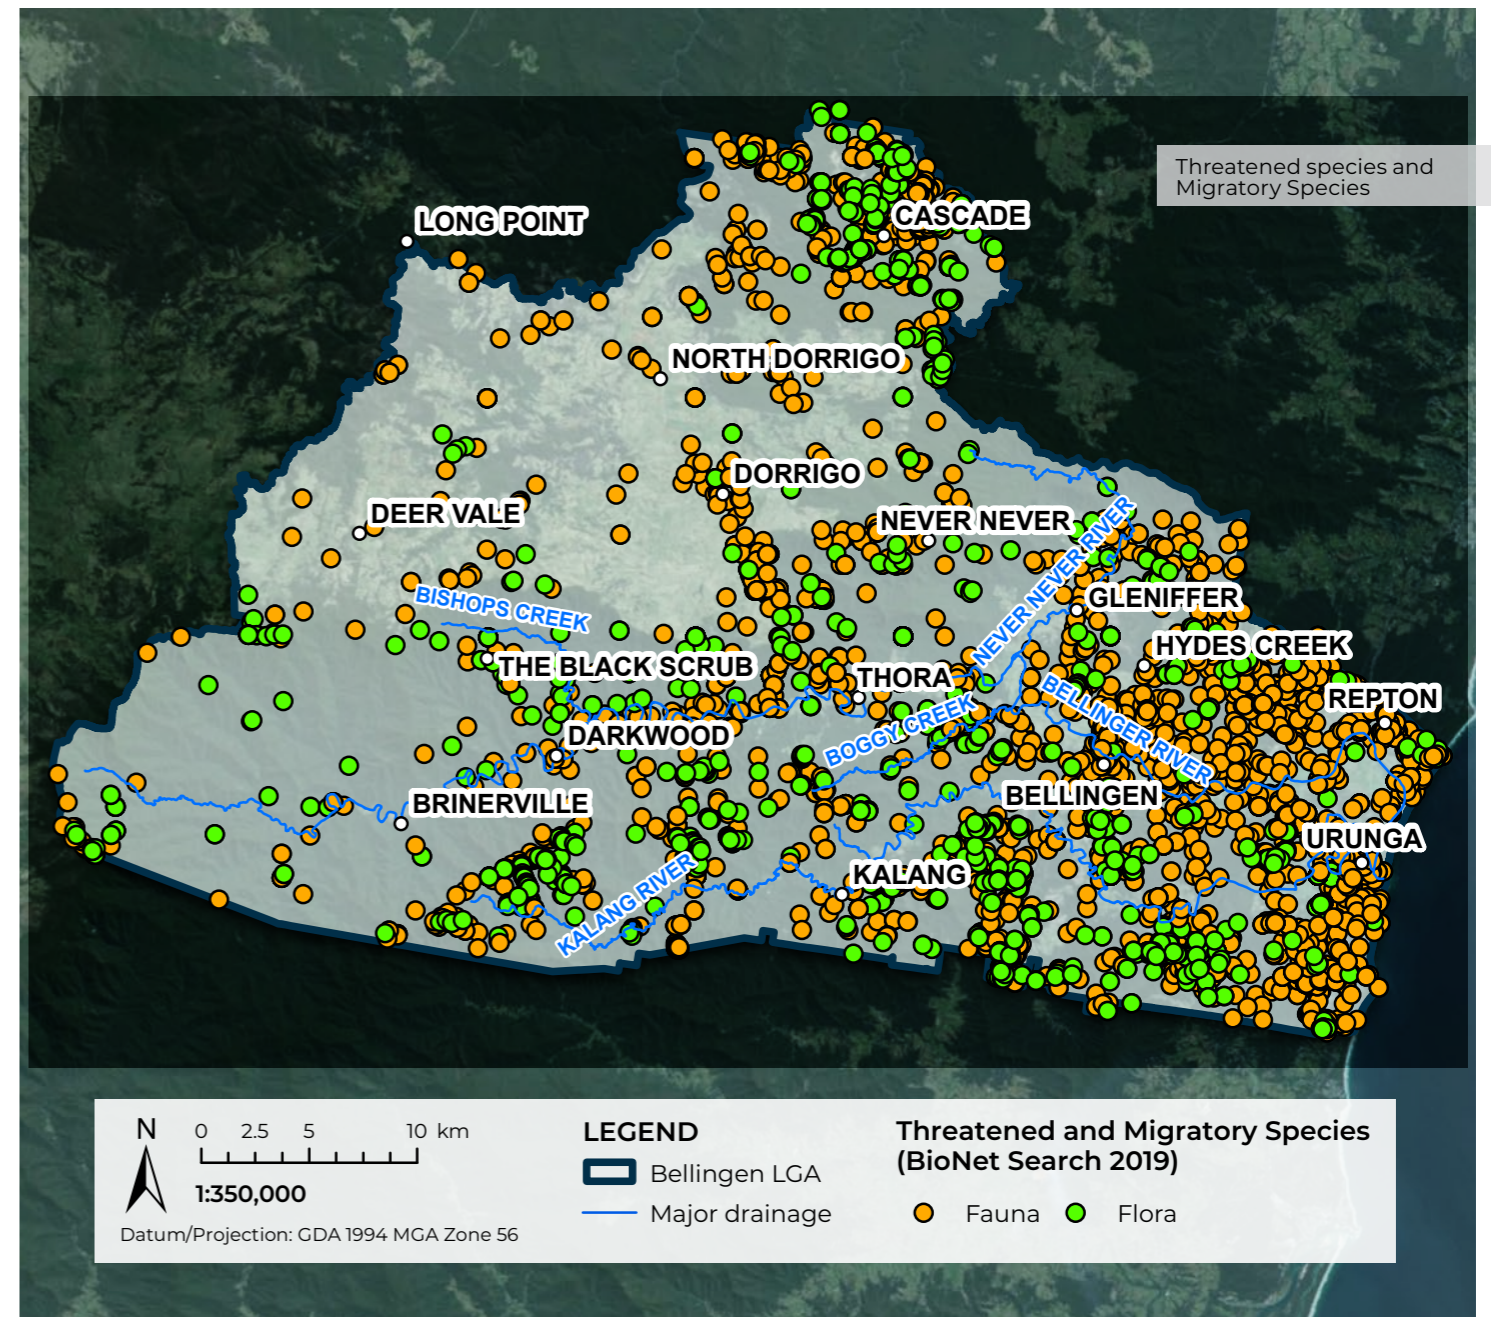 Threatened species and
Migratory Species
CASCADE
LONG POINT
NORTH DORRIGO
DORRIGO
DEER VALE
NEVER NEVER
NEVER NEVER RIVER
BISHOPS CREEK
GLENIFFER
HYDES CREEK
THE BLACK SCRUB
THORA
REPTON
BELLINGER RIVER
BOGGY CREEK
DARKWOOD
BRINERVILLE
BELLINGEN
URUNGA
KALANG
KALANG RIVER
N
0 2.5 5 10 km
1:350,000
Datum/Projection: GDA 1994 MGA Zone 56
LEGEND
Bellingen LGA
Major drainage
Threatened and Migratory Species
(BioNet Search 2019)
Fauna Flora